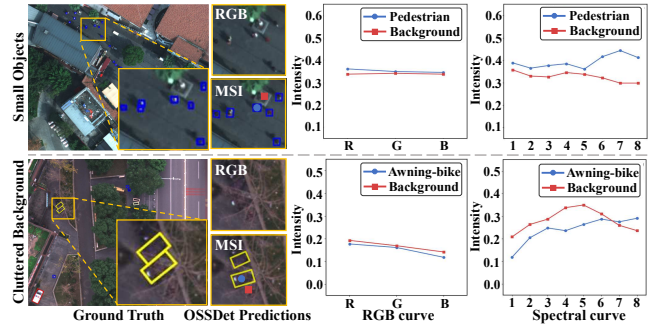 Small Objects
RGB
MSI
Intensity
0.6
0.5
0.4
0.3
0.2
0.1
Pedestrian
Background
R G B
Intensity
0.6
0.5
0.4
0.3
0.2
0.1
Pedestrian
Background
1 2 3 4 5 6 7 8
Cluttered Background
RGB
MSI
Intensity
0.5
0.4
0.3
0.2
0.1
0.0
Awning-bike
Background
R G B
Intensity
0.5
0.4
0.3
0.2
0.1
0.0
Awning-bike
Background
1 2 3 4 5 6 7 8
Ground Truth
OSSDet Predictions
RGB curve
Spectral curve